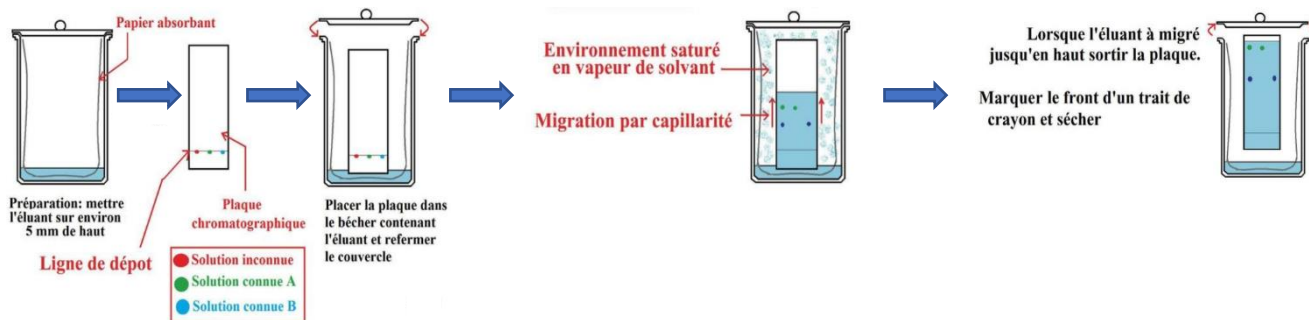 Papier absorbant
Préparation: mettre
l'éluant sur environ
5 mm de haut
Ligne de dépot
Plaque
chromatographique
Solution inconnue
Solution connue A
Solution connue B
Placer la plaque dans
le bécher contenant
l'éluant et refermer
le couvercle
Environnement saturé
en vapeur de solvant
Migration par capillarité
Lorsque l'éluant à migré
jusqu'en haut sortir la plaque.
Marquer le front d'un trait de
crayon et sécher